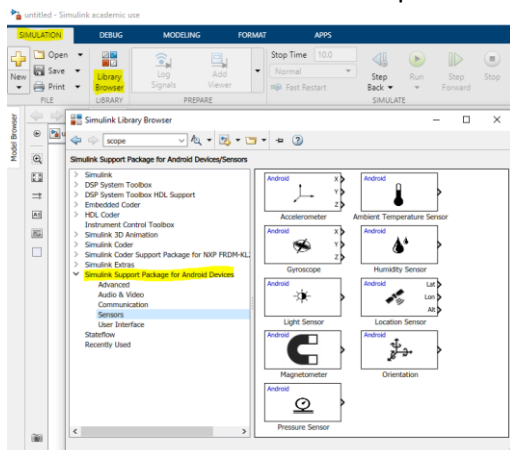 untitled - Simulink academic use
SIMULATION DEBUG MODELING FORMAT APPS
New
Open
Save
Print
Library
Browser
Log
Signals
Add
Viewer
Stop Time 10.0
Normal
Fast Restart
Step
Back
Run
Step
Forward
Stop
FILE LIBRARY PREPARE SIMULATE
Model Browser
Simulink Library Browser
scope
Simulink Support Package for Android Devices/Sensors
Simulink
DSP System Toolbox
DSP System Toolbox HDL Support
Embedded Coder
HDL Coder
Instrument Control Toolbox
Simulink 3D Animation
Simulink Coder
Simulink Coder Support Package for NXP FRDM-KL
Simulink Extras
Simulink Support Package for Android Devices
Advanced
Audio & Video
Communication
Sensors
User Interface
Stateflow
Recently Used
Android X Y Z
Accelerometer
Android
Ambient Temperature Sensor
Android X Y Z
Gyroscope
Android
Humidity Sensor
Android
Light Sensor
Android Lat Lon Alt
Location Sensor
Android
Magnetometer
Android
Orientation
Android
Pressure Sensor